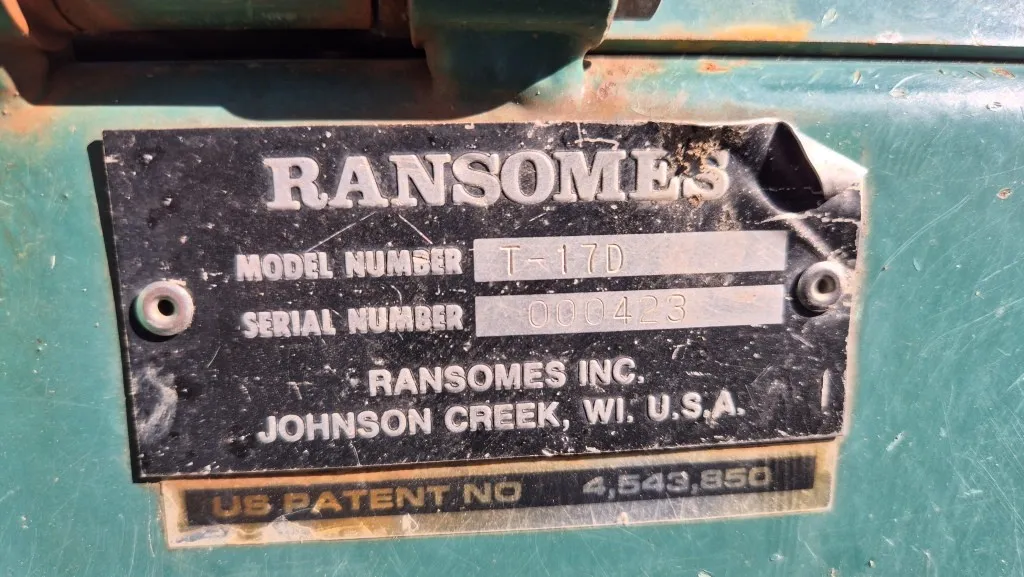 RANSOMES
MODEL NUMBER T-17D
SERIAL NUMBER 000423
RANSOMES INC.
JOHNSON CREEK, WI. U.S.A.
US PATENT NO 4,543,850